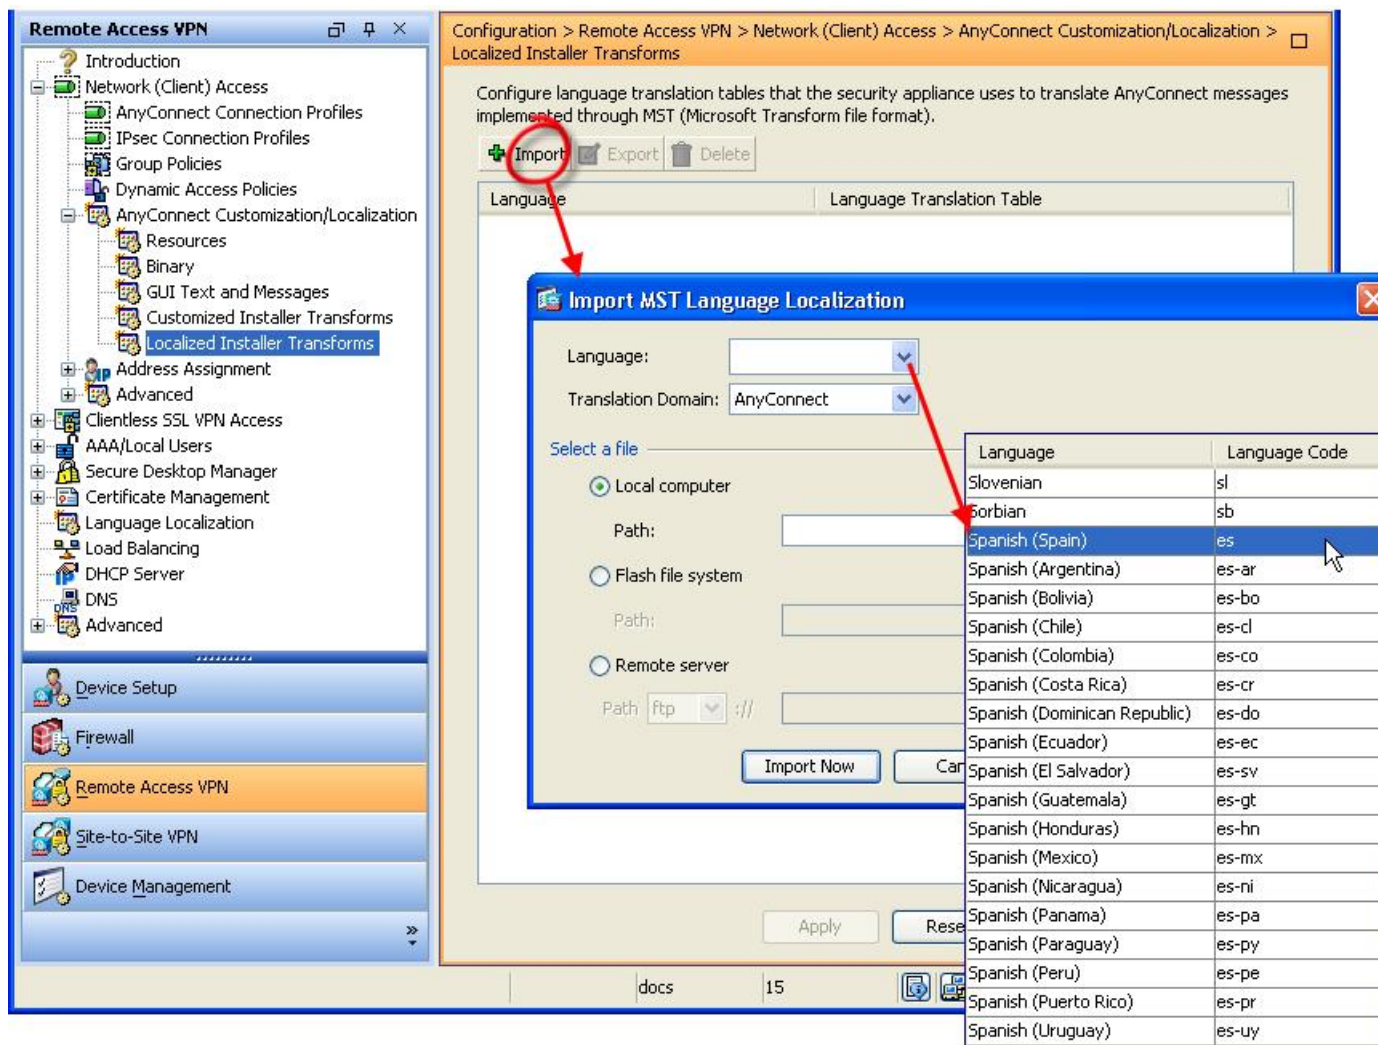 Remote Access VPN
Introduction
Network (Client) Access
AnyConnect Connection Profiles
IPsec Connection Profiles
Group Policies
Dynamic Access Policies
AnyConnect Customization/Localization
Resources
Binary
GUI Text and Messages
Customized Installer Transforms
Localized Installer Transforms
Address Assignment
Advanced
Clientless SSL VPN Access
AAA/Local Users
Secure Desktop Manager
Certificate Management
Language Localization
Load Balancing
DHCP Server
DNS
Advanced
Device Setup
Firewall
Remote Access VPN
Site-to-Site VPN
Device Management
»
Configuration > Remote Access VPN > Network (Client) Access > AnyConnect Customization/Localization >
Localized Installer Transforms
Configure language translation tables that the security appliance uses to translate AnyConnect messages
implemented through MST (Microsoft Transform file format).
Import Export Delete
Language Language Translation Table
Import MST Language Localization
Language:
Translation Domain: AnyConnect
Select a file
Local computer
Path:
Flash file system
Path:
Remote server
Path ftp ://
Import Now Can
Apply Rese
docs 15
Language Language Code
Slovenian sl
Sorbian sb
Spanish (Spain) es
Spanish (Argentina) es-ar
Spanish (Bolivia) es-bo
Spanish (Chile) es-cl
Spanish (Colombia) es-co
Spanish (Costa Rica) es-cr
Spanish (Dominican Republic) es-do
Spanish (Ecuador) es-ec
Spanish (El Salvador) es-sv
Spanish (Guatemala) es-gt
Spanish (Honduras) es-hn
Spanish (Mexico) es-mx
Spanish (Nicaragua) es-ni
Spanish (Panama) es-pa
Spanish (Paraguay) es-py
Spanish (Peru) es-pe
Spanish (Puerto Rico) es-pr
Spanish (Uruguay) es-uy